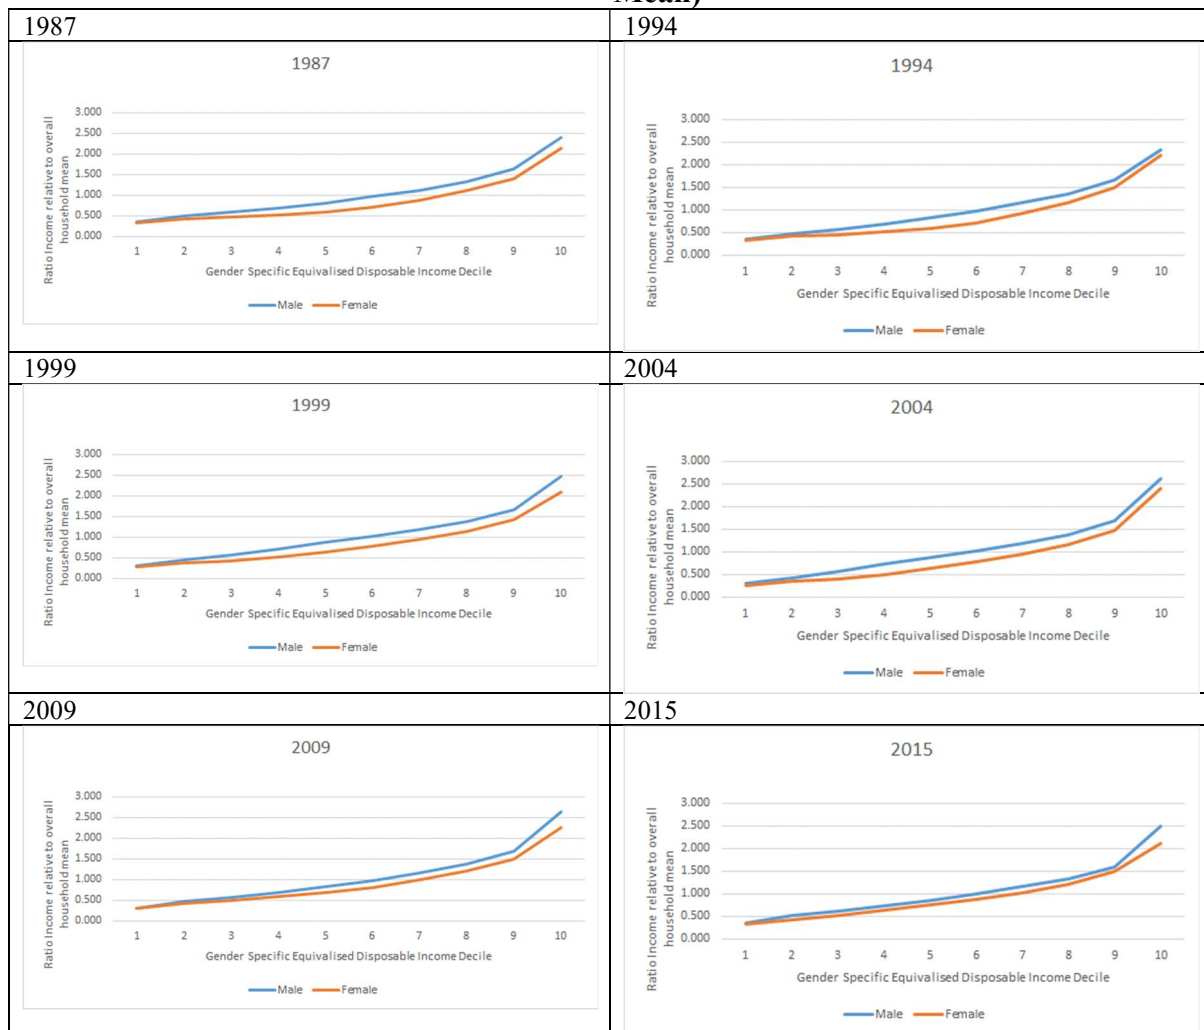 Mean)
1987
1994
1987
3.000
2.500
2.000
1.500
1.000
0.500
0.000
Ratio Income relative to overall
household mean
1 2 3 4 5 6 7 8 9 10
Gender Specific Equivalised Disposable Income Decile
Male Female
1994
3.000
2.500
2.000
1.500
1.000
0.500
0.000
Ratio Income relative to overall
household mean
1 2 3 4 5 6 7 8 9 10
Gender Specific Equivalised Disposable Income Decile
Male Female
1999
2004
1999
3.000
2.500
2.000
1.500
1.000
0.500
0.000
Ratio Income relative to overall
household mean
1 2 3 4 5 6 7 8 9 10
Gender Specific Equivalised Disposable Income Decile
Male Female
2004
3.000
2.500
2.000
1.500
1.000
0.500
0.000
Ratio Income relative to overall
household mean
1 2 3 4 5 6 7 8 9 10
Gender Specific Equivalised Disposable Income Decile
Male Female
2009
2015
2009
3.000
2.500
2.000
1.500
1.000
0.500
0.000
Ratio Income relative to overall
household mean
1 2 3 4 5 6 7 8 9 10
Gender Specific Equivalised Disposable Income Decile
Male Female
2015
3.000
2.500
2.000
1.500
1.000
0.500
0.000
Ratio Income relative to overall
household mean
1 2 3 4 5 6 7 8 9 10
Gender Specific Equivalised Disposable Income Decile
Male Female